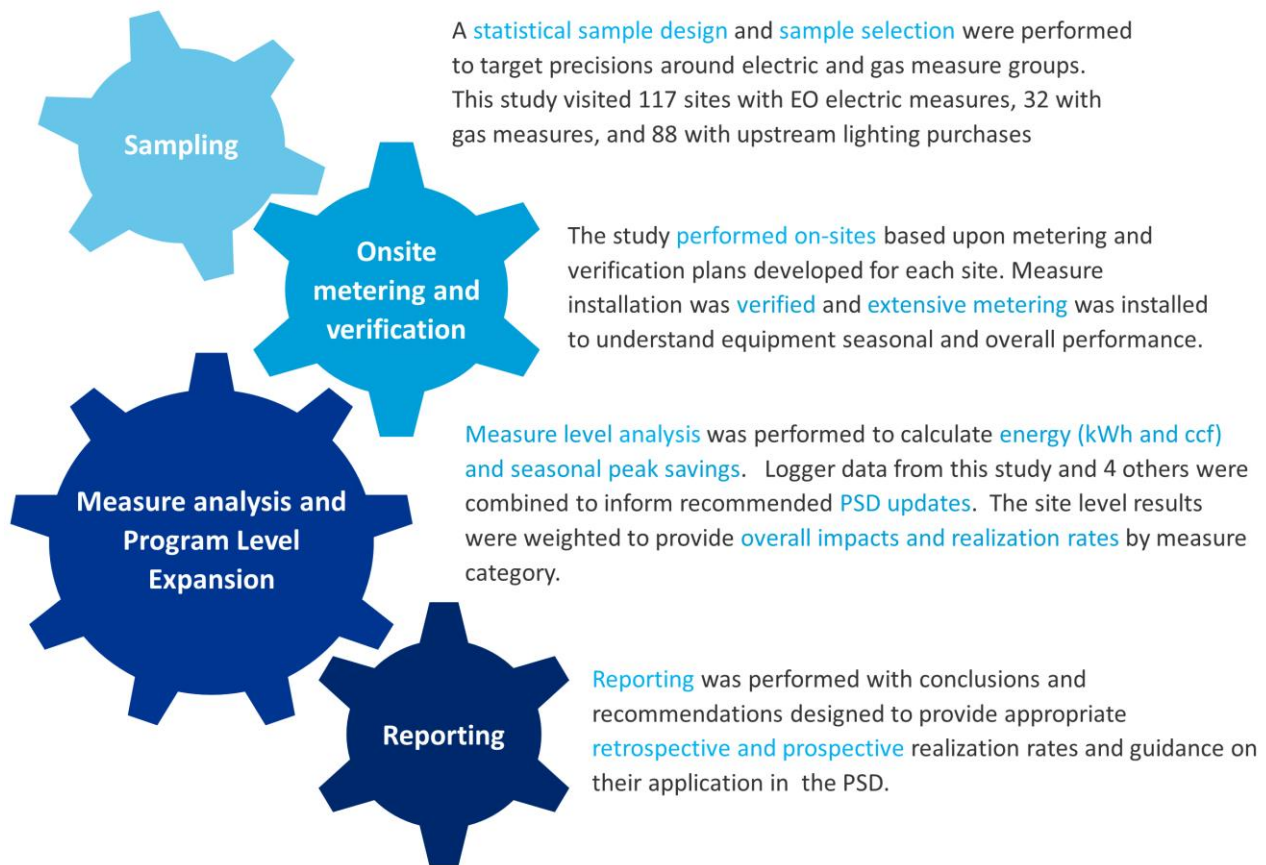 Sampling
A statistical sample design and sample selection were performed
to target precisions around electric and gas measure groups.
This study visited 117 sites with EO electric measures, 32 with
gas measures, and 88 with upstream lighting purchases
Onsite
metering and
verification
The study performed on-sites based upon metering and
verification plans developed for each site. Measure
installation was verified and extensive metering was installed
to understand equipment seasonal and overall performance.
Measure analysis and
Program Level
Expansion
Measure level analysis was performed to calculate energy (kWh and ccf)
and seasonal peak savings.  Logger data from this study and 4 others were
combined to inform recommended PSD updates.  The site level results
were weighted to provide overall impacts and realization rates by measure
category.
Reporting
Reporting was performed with conclusions and
recommendations designed to provide appropriate
retrospective and prospective realization rates and guidance on
their application in  the PSD.